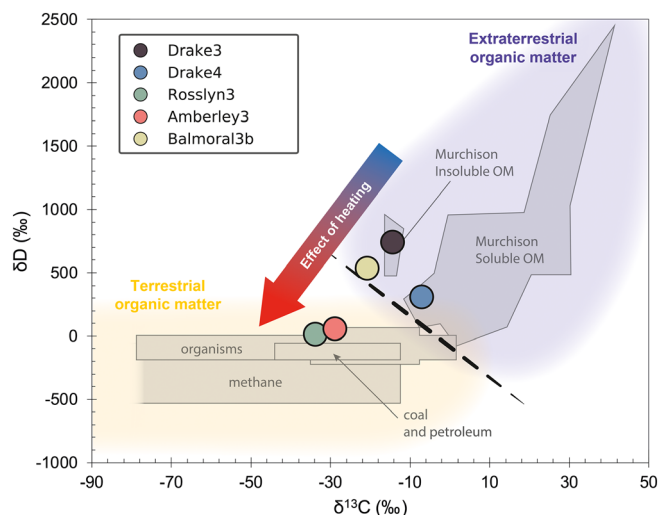 Extraterrestrial
organic matter
Drake3
Drake4
Rosslyn3
Amberley3
Balmoral3b
Murchison
Insoluble OM
Effect of heating
Murchison
Soluble OM
Terrestrial
organic matter
organisms
methane
coal
and petroleum
δD (‰)
2500
2000
1500
1000
500
0
-500
-1000
-90
-70
-50
-30
-10
10
30
50
δ¹³C (‰)